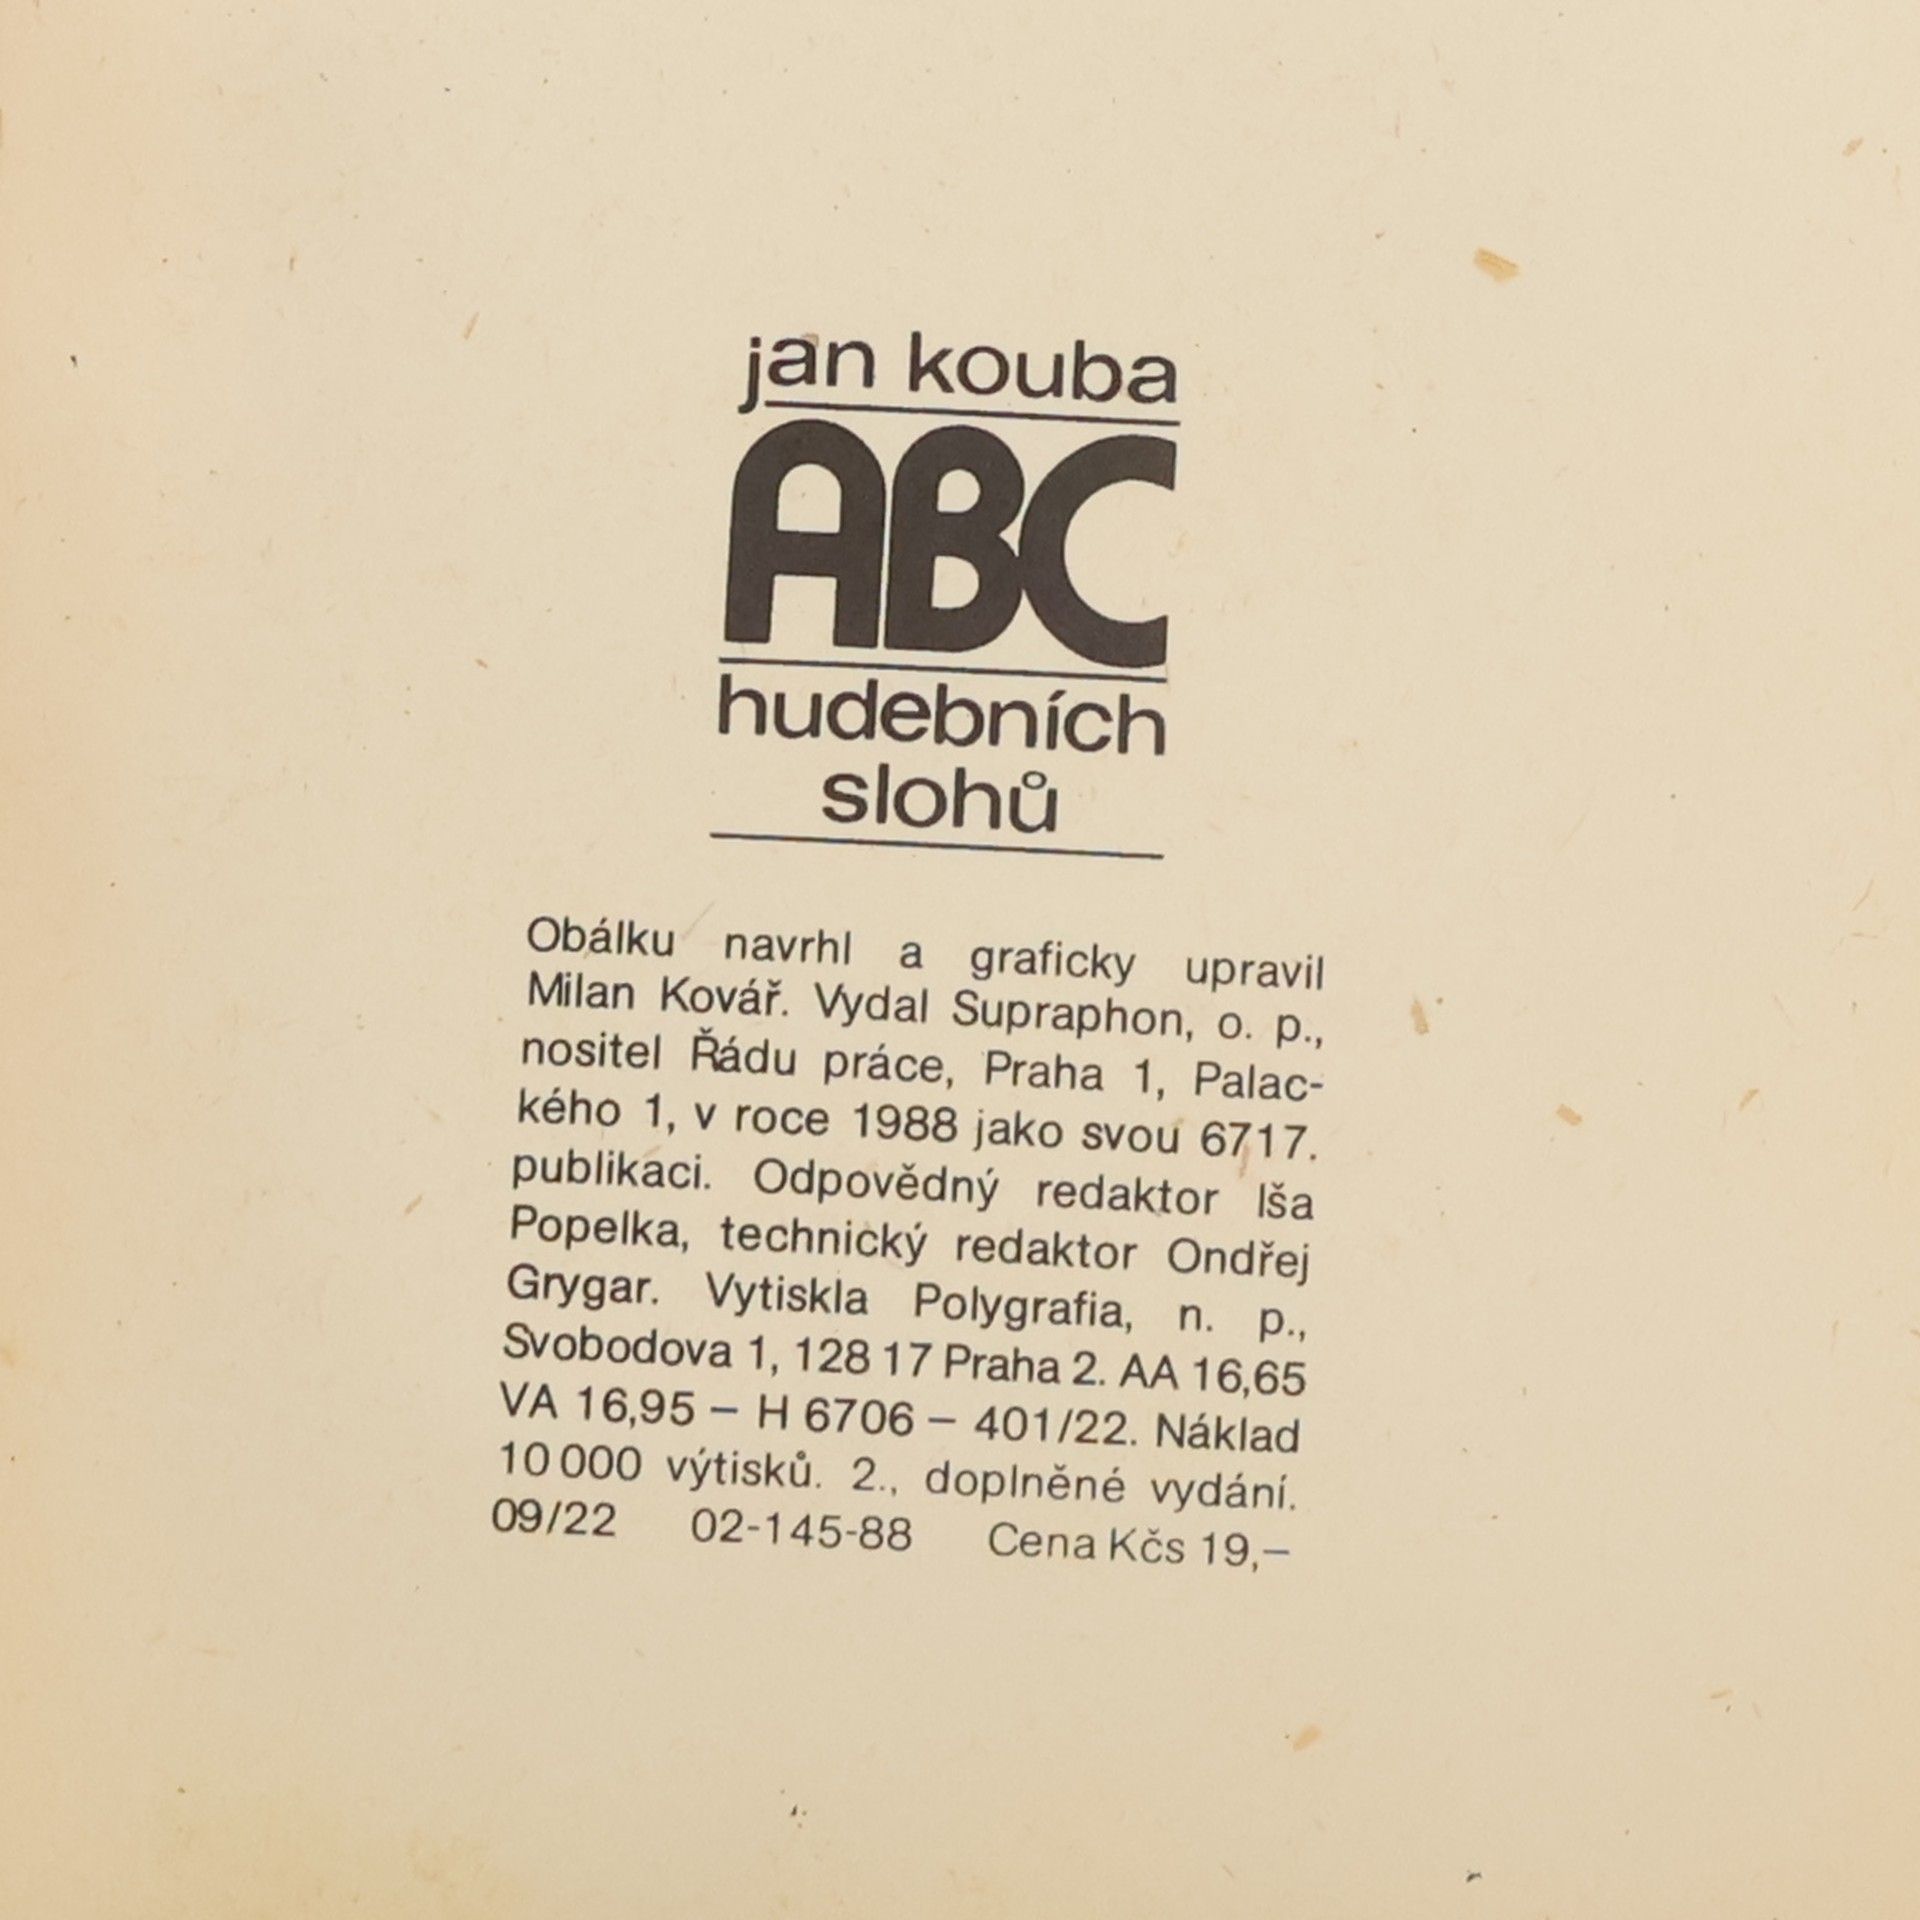 jan kouba
ABC
hudebních
slohů
Obálku navrhl a graficky upravil
Milan Kovář. Vydal Supraphon, o. p.,
nositel Řádu práce, Praha 1, Palac-
kého 1, v roce 1988 jako svou 6717.
publikaci. Odpovědný redaktor Iša
Popelka, technický redaktor Ondřej
Grygar. Vytiskla Polygrafia, n. p.,
Svobodova 1, 128 17 Praha 2. AA 16,65
VA 16,95 – H 6706 – 401/22. Náklad
10 000 výtisků. 2., doplněné vydání.
09/22 02-145-88 Cena Kčs 19,–